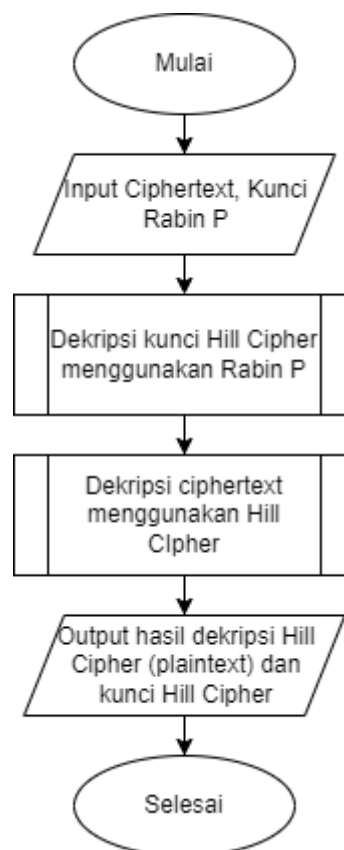 Mulai
Input Ciphertext, Kunci
Rabin P
Dekripsi kunci Hill Cipher
menggunakan Rabin P
Dekripsi ciphertext
menggunakan Hill
CIpher
Output hasil dekripsi Hill
Cipher (plaintext) dan
kunci Hill Cipher
Selesai